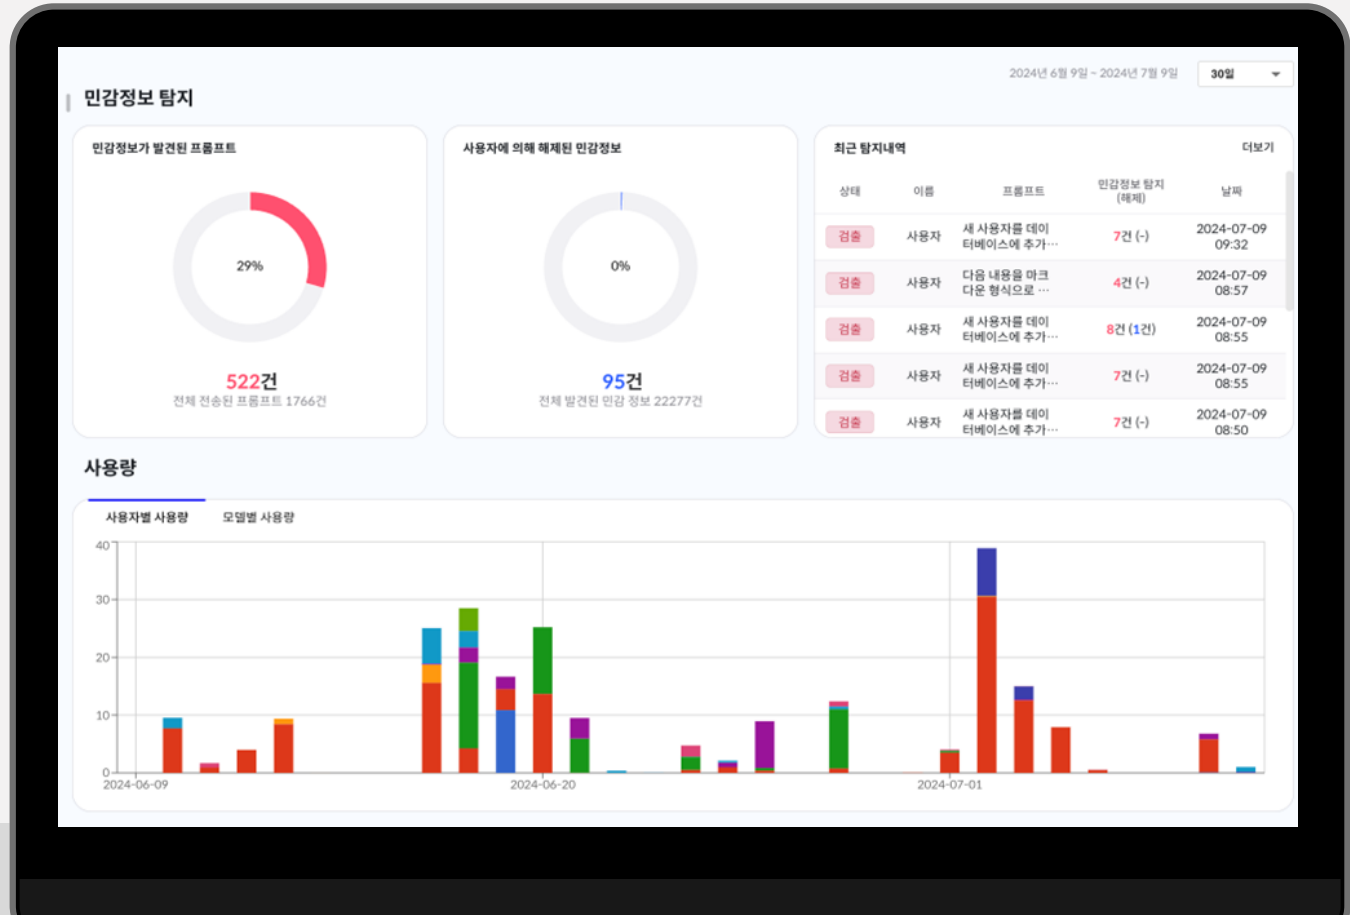 2024년 6월 9일 ~ 2024년 7월 9일
30일
민감정보 탐지
민감정보가 발견된 프롬프트
29%
522건
전체 전송된 프롬프트 1766건
사용자에 의해 해제된 민감정보
0%
95건
전체 발견된 민감 정보 22277건
최근 탐지내역
더보기
상태 이름 프롬프트 민감정보 탐지 (해제) 날짜
검출 사용자 새 사용자를 데이 7건 (-) 2024-07-09
터베이스에 추가… 09:32
검출 사용자 다음 내용을 마크 4건 (-) 2024-07-09
다운 형식으로 … 08:57
검출 사용자 새 사용자를 데이 8건 (1건) 2024-07-09
터베이스에 추가… 08:55
검출 사용자 새 사용자를 데이 7건 (-) 2024-07-09
터베이스에 추가… 08:55
검출 사용자 새 사용자를 데이 7건 (-) 2024-07-09
터베이스에 추가… 08:50
사용량
사용자별 사용량 모델별 사용량
40
30
20
10
0
2024-06-09 2024-06-20 2024-07-01